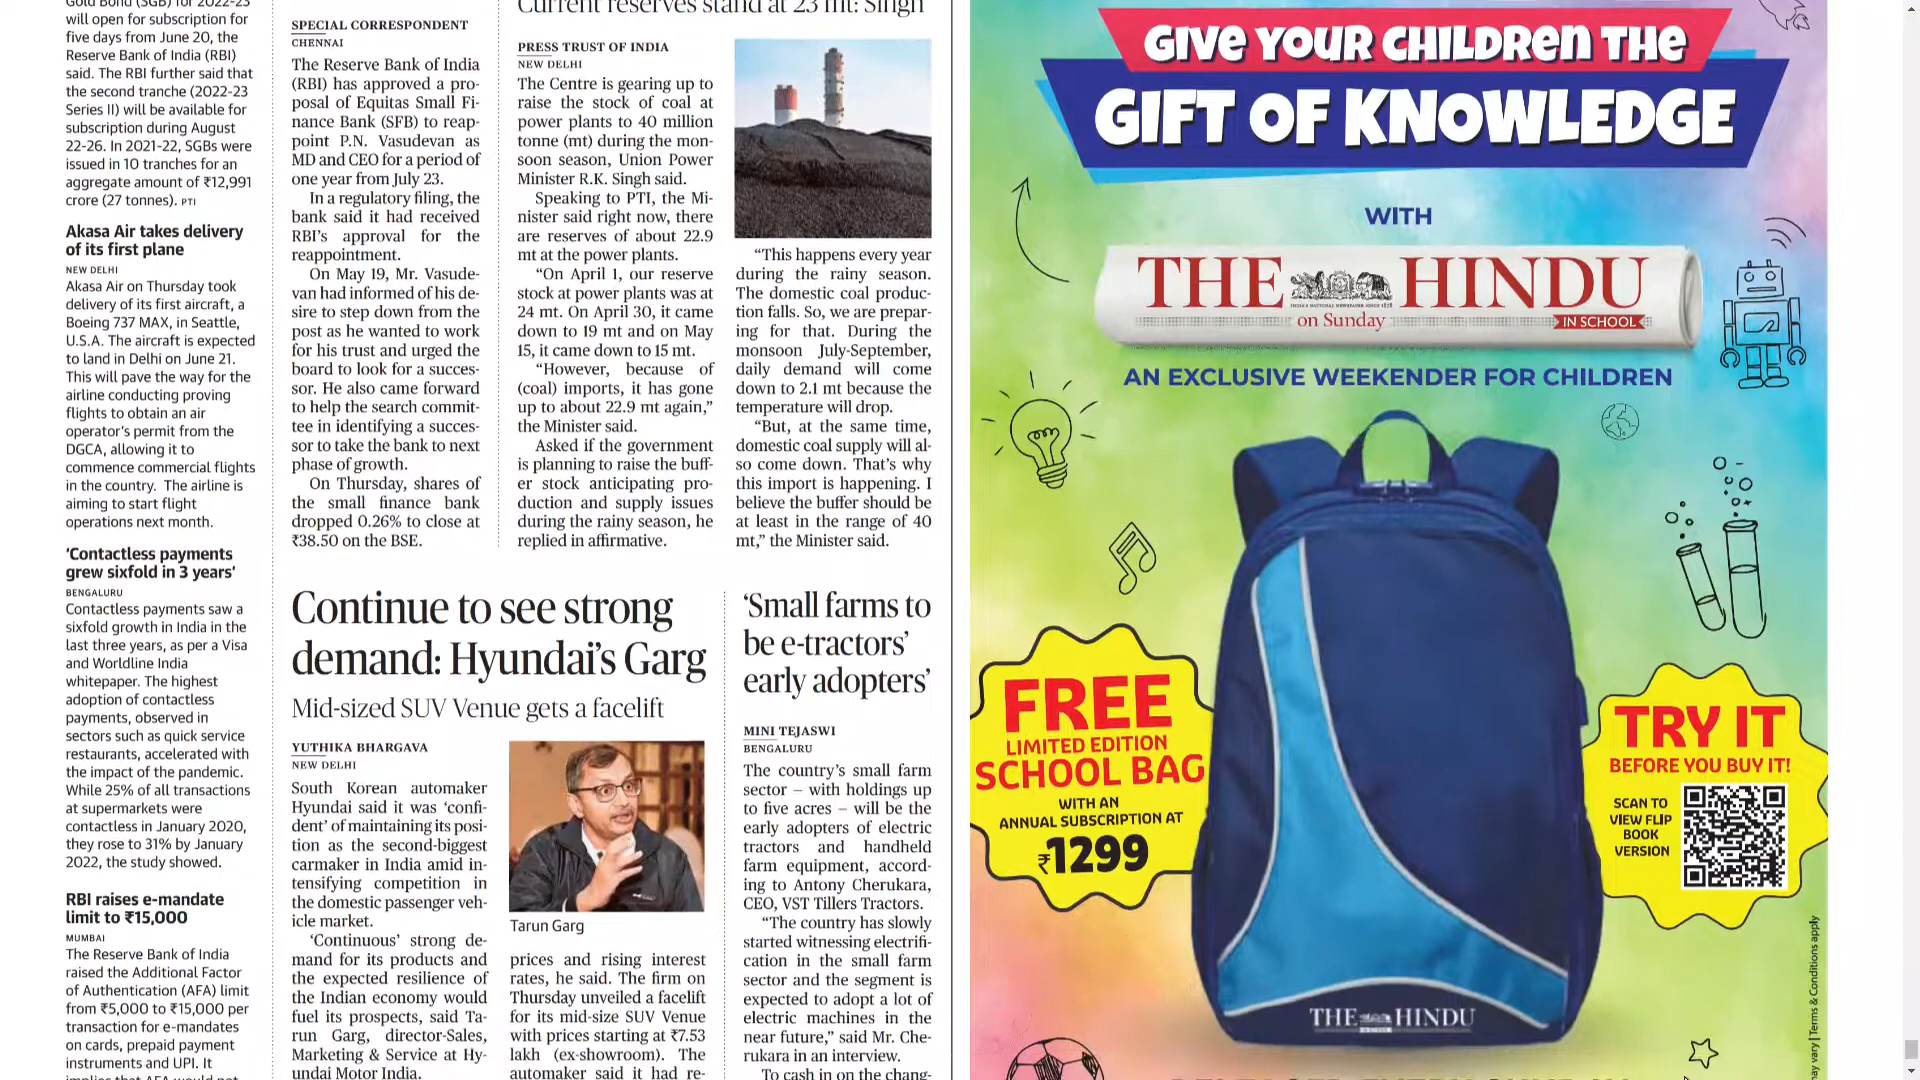 Gold Bond (SGB) for 2022-23
will open for subscription for
five days from June 20, the
Reserve Bank of India (RBI)
said. The RBI further said that
the second tranche (2022-23
Series II) will be available for
subscription during August
22-26. In 2021-22, SGBs were
issued in 10 tranches for an
aggregate amount of ₹12,991
crore (27 tonnes). PTI
Akasa Air takes delivery
of its first plane
NEW DELHI
Akasa Air on Thursday took
delivery of its first aircraft, a
Boeing 737 MAX, in Seattle,
U.S.A. The aircraft is expected
to land in Delhi on June 21.
This will pave the way for the
airline conducting proving
flights to obtain an air
operator's permit from the
DGCA, allowing it to
commence commercial flights
in the country. The airline is
aiming to start flight
operations next month.
‘Contactless payments
grew sixfold in 3 years’
BENGALURU
Contactless payments saw a
sixfold growth in India in the
last three years, as per a Visa
and Worldline India
whitepaper. The highest
adoption of contactless
payments, observed in
sectors such as quick service
restaurants, accelerated with
the impact of the pandemic.
While 25% of all transactions
at supermarkets were
contactless in January 2020,
they rose to 31% by January
2022, the study showed.
RBI raises e-mandate
limit to ₹15,000
MUMBAI
The Reserve Bank of India
raised the Additional Factor
of Authentication (AFA) limit
from ₹5,000 to ₹15,000 per
transaction for e-mandates
on cards, prepaid payment
instruments and UPI. It
implies that AFA would not
SPECIAL CORRESPONDENT
CHENNAI
The Reserve Bank of India
(RBI) has approved a pro-
posal of Equitas Small Fi-
nance Bank (SFB) to reap-
point P.N. Vasudevan as
MD and CEO for a period of
one year from July 23.
In a regulatory filing, the
bank said it had received
RBI's approval for the
reappointment.
On May 19, Mr. Vasude-
van had informed of his de-
sire to step down from the
post as he wanted to work
for his trust and urged the
board to look for a succes-
sor. He also came forward
to help the search commit-
tee in identifying a succes-
sor to take the bank to next
phase of growth.
On Thursday, shares of
the small finance bank
dropped 0.26% to close at
₹38.50 on the BSE.
Current reserves stand at 23 mt: Singh
PRESS TRUST OF INDIA
NEW DELHI
The Centre is gearing up to
raise the stock of coal at
power plants to 40 million
tonne (mt) during the mon-
soon season, Union Power
Minister R.K. Singh said.
Speaking to PTI, the Mi-
nister said right now, there
are reserves of about 22.9
mt at the power plants.
“On April 1, our reserve
stock at power plants was at
24 mt. On April 30, it came
down to 19 mt and on May
15, it came down to 15 mt.
“However, because of
(coal) imports, it has gone
up to about 22.9 mt again,”
the Minister said.
Asked if the government
is planning to raise the buff-
er stock anticipating pro-
duction and supply issues
during the rainy season, he
replied in affirmative.
“This happens every year
during the rainy season.
The domestic coal produc-
tion falls. So, we are prepar-
ing for that. During the
monsoon July-September,
daily demand will come
down to 2.1 mt because the
temperature will drop.
“But, at the same time,
domestic coal supply will al-
so come down. That's why
this import is happening. I
believe the buffer should be
at least in the range of 40
mt,” the Minister said.
Continue to see strong
demand: Hyundai’s Garg
Mid-sized SUV Venue gets a facelift
YUTHIKA BHARGAVA
NEW DELHI
South Korean automaker
Hyundai said it was ‘confi-
dent’ of maintaining its posi-
tion as the second-biggest
carmaker in India amid in-
tensifying competition in
the domestic passenger veh-
icle market.
‘Continuous’ strong de-
mand for its products and
the expected resilience of
the Indian economy would
fuel its prospects, said Ta-
run Garg, director-Sales,
Marketing & Service at Hy-
undai Motor India.
Tarun Garg
prices and rising interest
rates, he said. The firm on
Thursday unveiled a facelift
for its mid-size SUV Venue
with prices starting at ₹7.53
lakh (ex-showroom). The
automaker said it had re-
‘Small farms to
be e-tractors’
early adopters’
MINI TEJASWI
BENGALURU
The country's small farm
sector – with holdings up
to five acres – will be the
early adopters of electric
tractors and handheld
farm equipment, accord-
ing to Antony Cherukara,
CEO, VST Tillers Tractors.
“The country has slowly
started witnessing electrifi-
cation in the small farm
sector and the segment is
expected to adopt a lot of
electric machines in the
near future,” said Mr. Che-
rukara in an interview.
To cash in on the chang-
GIVE YOUR CHILDREN THE
GIFT OF KNOWLEDGE
WITH
THE HINDU
INDIA'S NATIONAL NEWSPAPER SINCE 1878
on Sunday
IN SCHOOL
AN EXCLUSIVE WEEKENDER FOR CHILDREN
FREE
LIMITED EDITION
SCHOOL BAG
WITH AN
ANNUAL SUBSCRIPTION AT
₹1299
TRY IT
BEFORE YOU BUY IT!
SCAN TO
VIEW FLIP
BOOK
VERSION
THE HINDU
may vary | Terms & Conditions apply